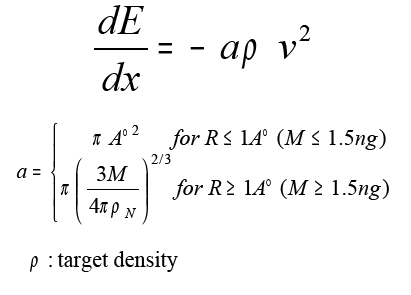 dE/dx = - aρ v²
a = { π A° ² for R ≤ 1A° (M ≤ 1.5ng)
π (3M / 4πρ_N)^2/3 for R ≥ 1A° (M ≥ 1.5ng)
ρ : target density